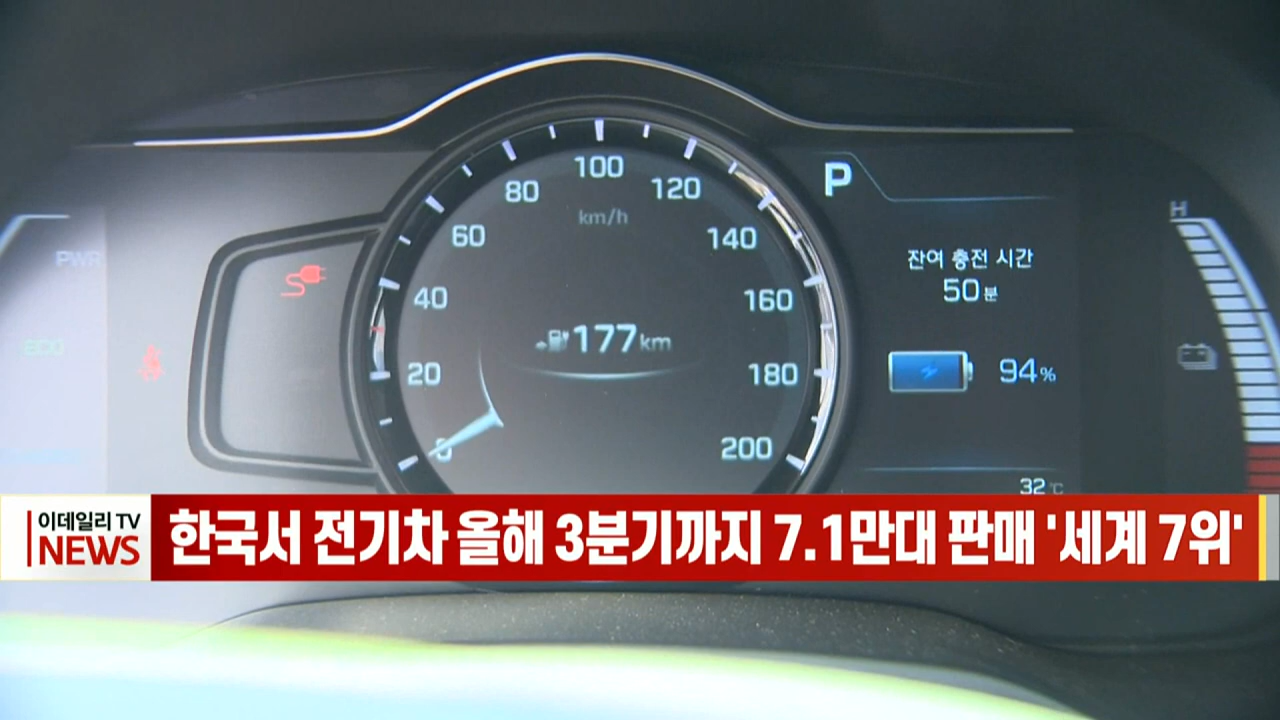 100
80
120
km/h
60
140
40
160
177km
20
180
0
200
P
잔여 충전 시간
50분
94%
32℃
H
PWR
ECO
이데일리 TV
NEWS
한국서 전기차 올해 3분기까지 7.1만대 판매 '세계 7위'